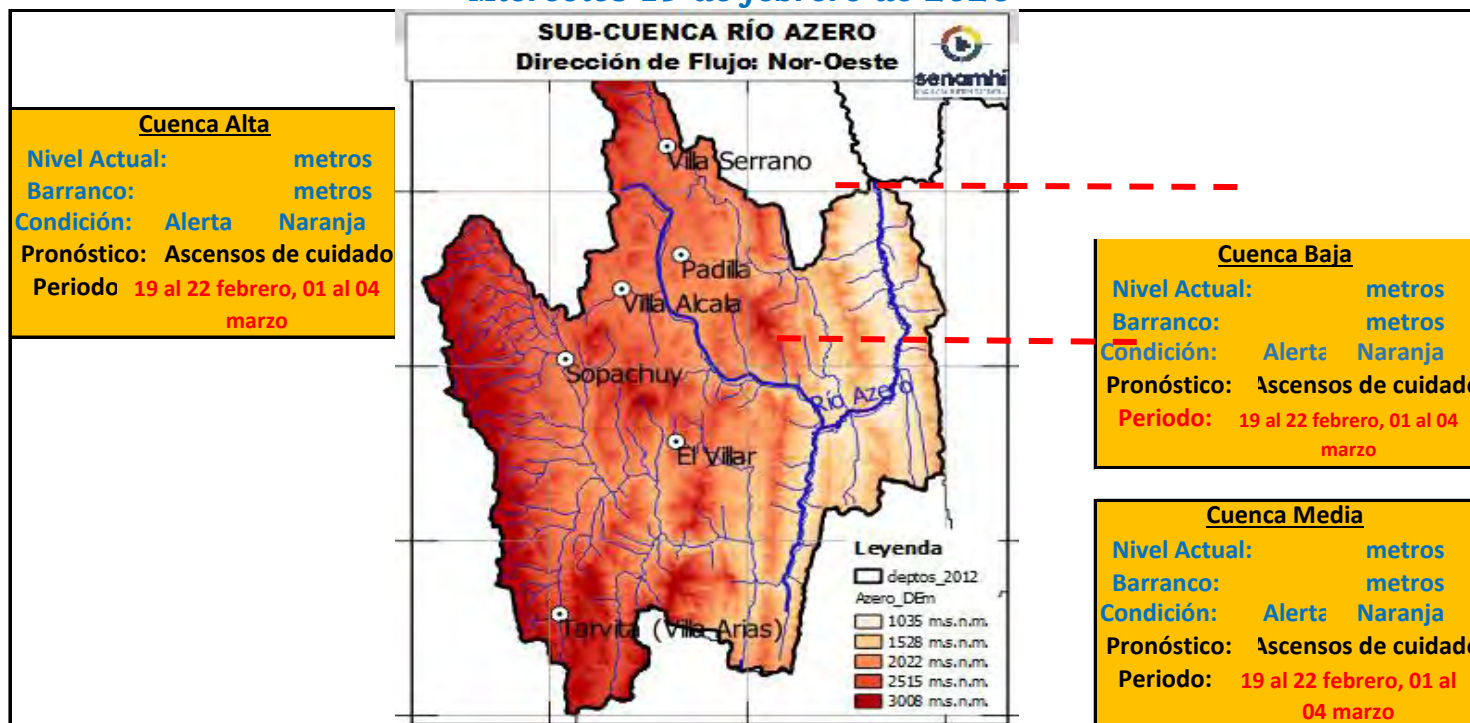 SUB-CUENCA RÍO AZERO
Dirección de Flujo: Nor-Oeste
senamhi
Cuenca Alta
Nivel Actual: metros
Barranco: metros
Condición: Alerta Naranja
Pronóstico: Ascensos de cuidado
Periodo 19 al 22 febrero, 01 al 04
marzo
Villa Serrano
Padilla
Villa Alcala
Sopachuy
Río Azero
El Villar
Tarvita (Villa Arias)
Leyenda
deptos_2012
Azero_DEm
1035 m.s.n.m.
1528 m.s.n.m.
2022 m.s.n.m.
2515 m.s.n.m.
3008 m.s.n.m.
Cuenca Baja
Nivel Actual: metros
Barranco: metros
Condición: Alerta Naranja
Pronóstico: Ascensos de cuidado
Periodo: 19 al 22 febrero, 01 al 04
marzo
Cuenca Media
Nivel Actual: metros
Barranco: metros
Condición: Alerta Naranja
Pronóstico: Ascensos de cuidado
Periodo: 19 al 22 febrero, 01 al
04 marzo